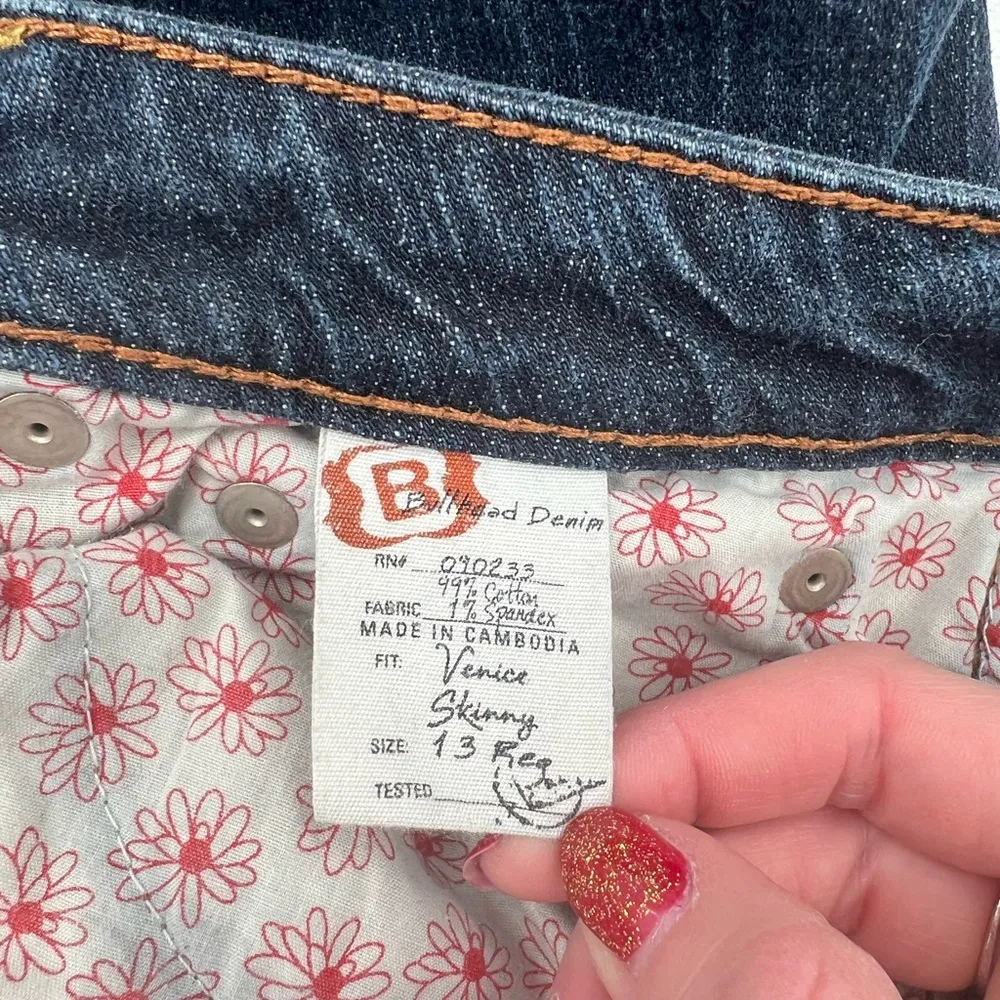 B
Bullhead Denim
RN# 090233
99% Cotton
FABRIC 1% Spandex
MADE IN CAMBODIA
FIT: Venice
Skinny
SIZE: 13 Reg
TESTED